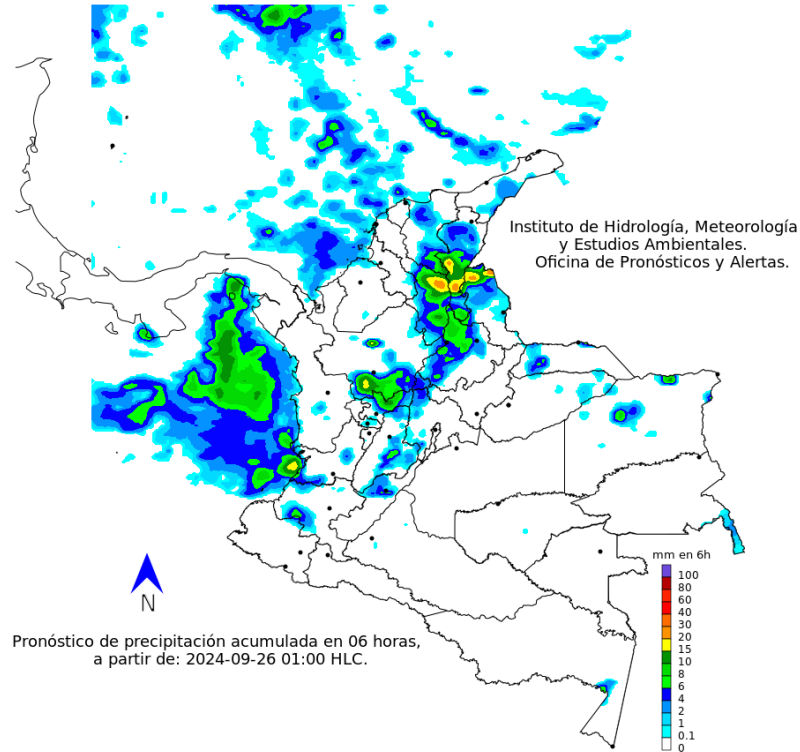 Instituto de Hidrología, Meteorología
y Estudios Ambientales.
Oficina de Pronósticos y Alertas.
mm en 6h
100
80
60
40
30
20
15
10
8
6
4
2
1
0.1
0
N
Pronóstico de precipitación acumulada en 06 horas,
a partir de: 2024-09-26 01:00 HLC.